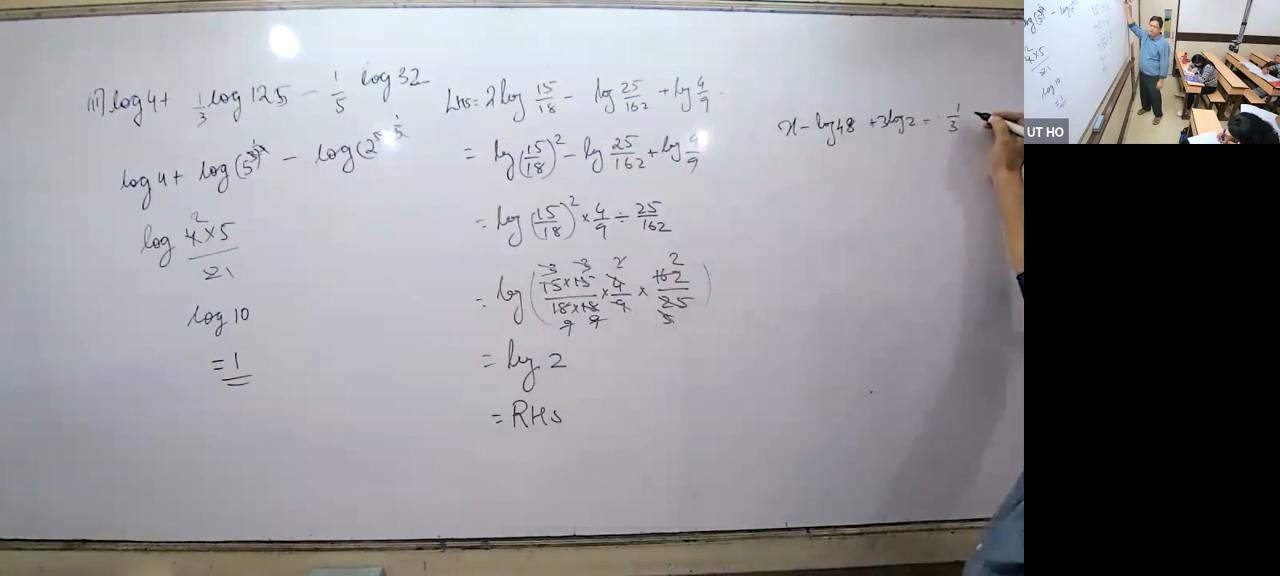 iii) log 4 + 1/3 log 125 − 1/5 log 32
log 4 + log (5³)^1/3 − log (2⁵)^1/5
log 4 × 5 / 2 2 1
log 10
= 1
LHS = 2 log 15/18 − log 25/162 + log 4/9 .
= log (15/18)² − log 25/162 + log 4/9
= log (15/18)² × 4/9 ÷ 25/162
= log ( 15 × 15 / 18 × 18 × 4/9 × 162/25 )
= log 2
= RHS
x − log 48 + 3 log 2 = 1/3
UT HO